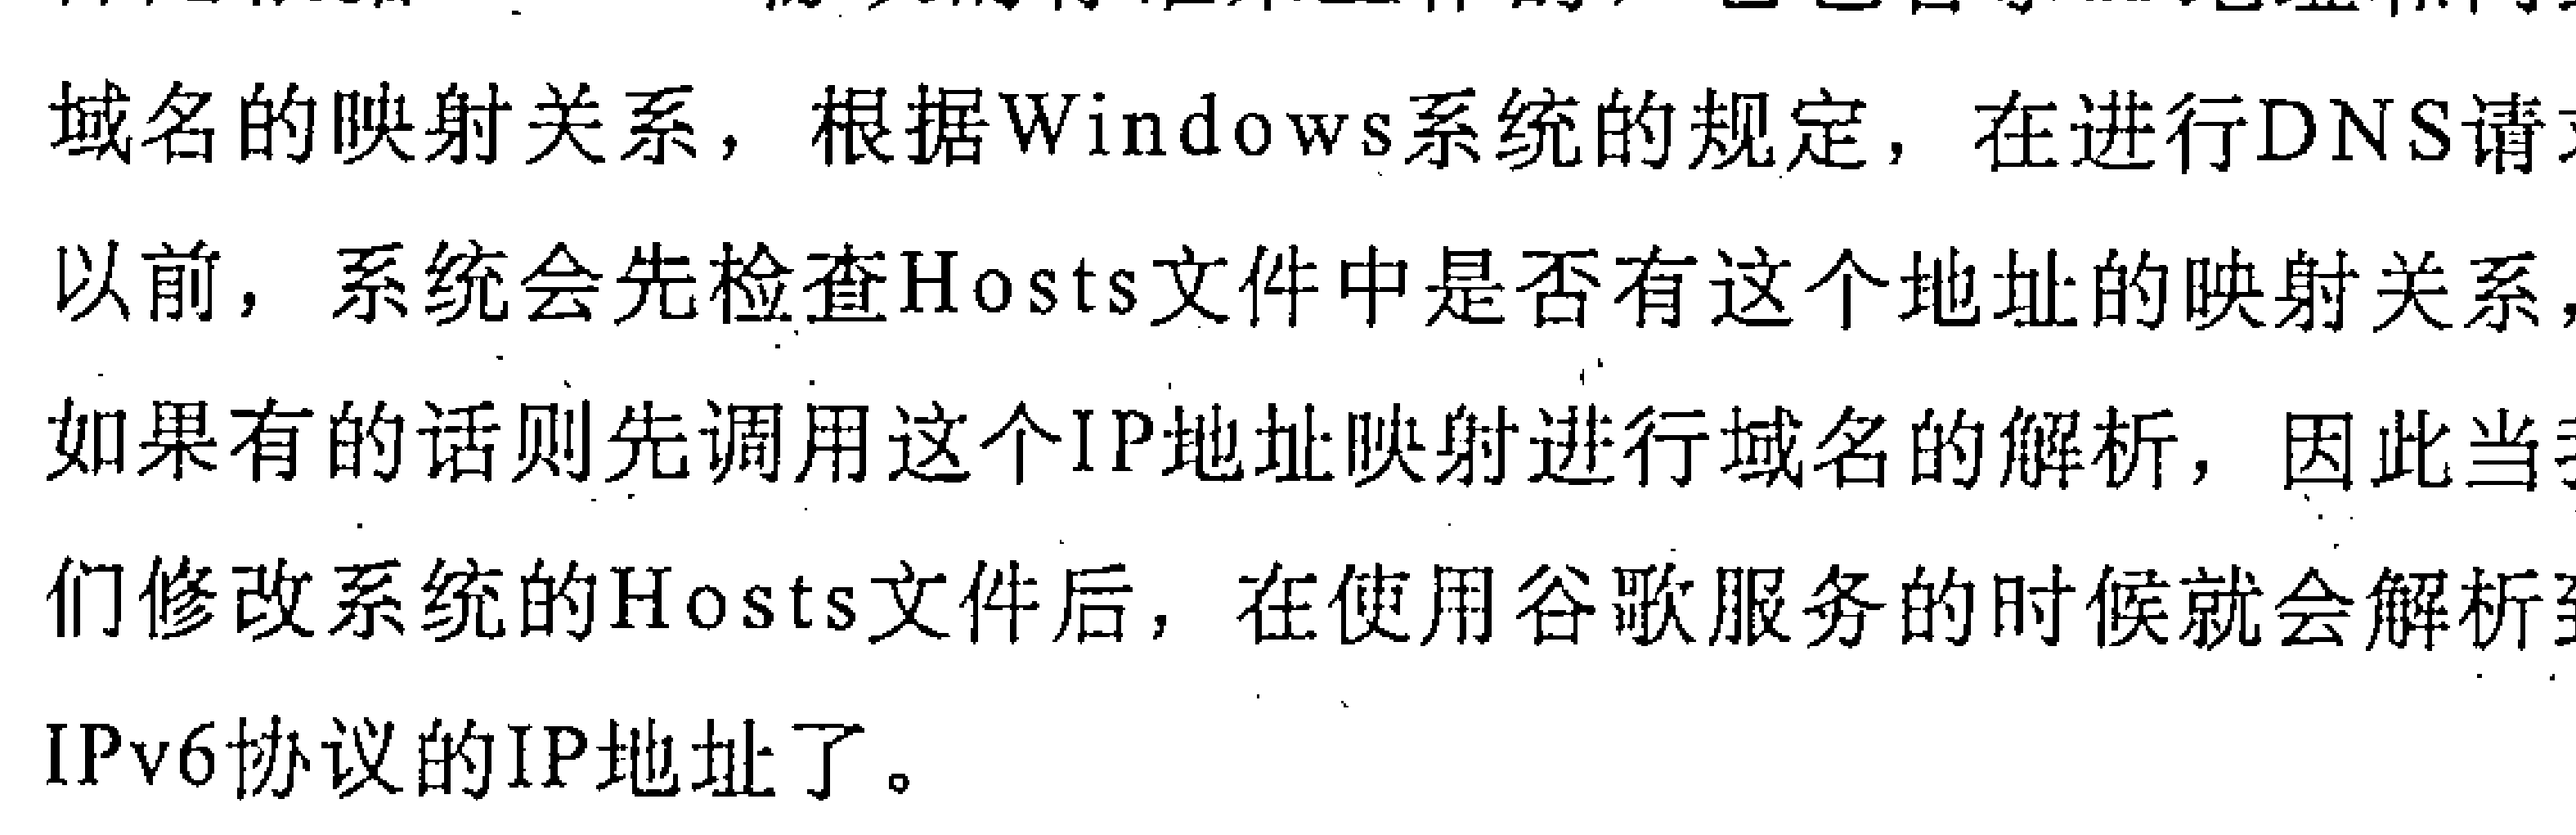 域名的映射关系，根据Windows系统的规定，在进行DNS请
以前，系统会先检查Hosts文件中是否有这个地址的映射关系，
如果有的话则先调用这个IP地址映射进行域名的解析，因此当
们修改系统的Hosts文件后，在使用谷歌服务的时候就会解析
IPv6协议的IP地址了。